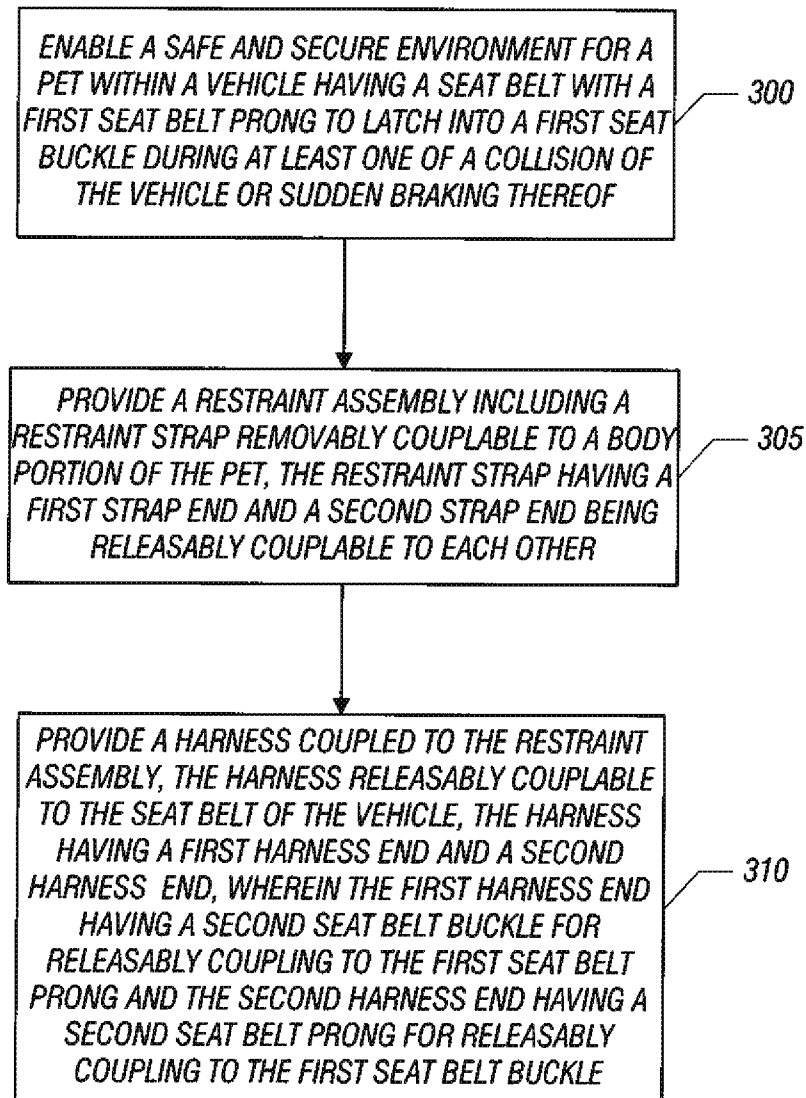 ENABLE A SAFE AND SECURE ENVIRONMENT FOR A
PET WITHIN A VEHICLE HAVING A SEAT BELT WITH A
FIRST SEAT BELT PRONG TO LATCH INTO A FIRST SEAT
BUCKLE DURING AT LEAST ONE OF A COLLISION OF
THE VEHICLE OR SUDDEN BRAKING THEREOF
300
PROVIDE A RESTRAINT ASSEMBLY INCLUDING A
RESTRAINT STRAP REMOVABLY COUPLABLE TO A BODY
PORTION OF THE PET, THE RESTRAINT STRAP HAVING A
FIRST STRAP END AND A SECOND STRAP END BEING
RELEASABLY COUPLABLE TO EACH OTHER
305
PROVIDE A HARNESS COUPLED TO THE RESTRAINT
ASSEMBLY, THE HARNESS RELEASABLY COUPLABLE
TO THE SEAT BELT OF THE VEHICLE, THE HARNESS
HAVING A FIRST HARNESS END AND A SECOND
HARNESS END, WHEREIN THE FIRST HARNESS END
HAVING A SECOND SEAT BELT BUCKLE FOR
RELEASABLY COUPLING TO THE FIRST SEAT BELT
PRONG AND THE SECOND HARNESS END HAVING A
SECOND SEAT BELT PRONG FOR RELEASABLY
COUPLING TO THE FIRST SEAT BELT BUCKLE
310